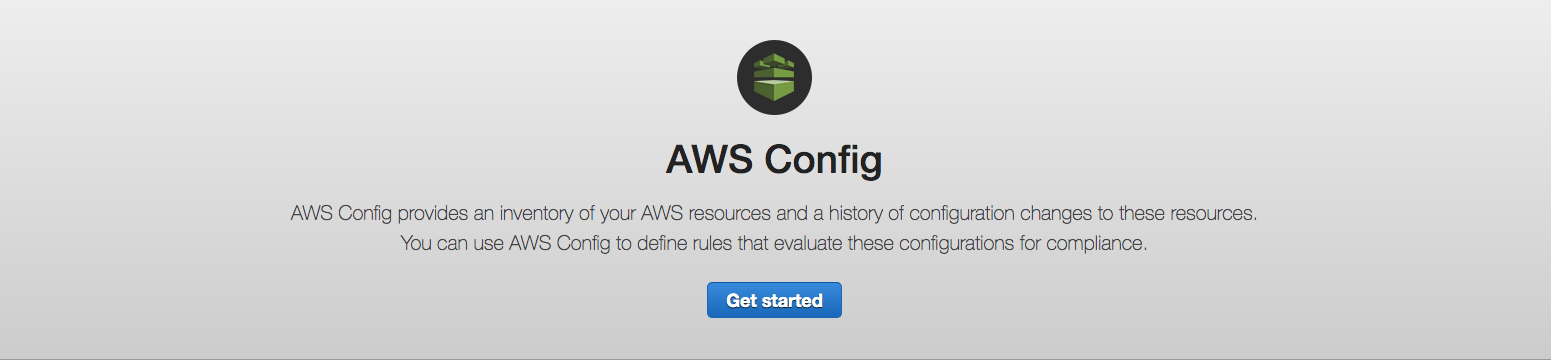 AWS Config
AWS Config provides an inventory of your AWS resources and a history of configuration changes to these resources.
You can use AWS Config to define rules that evaluate these configurations for compliance.
Get started